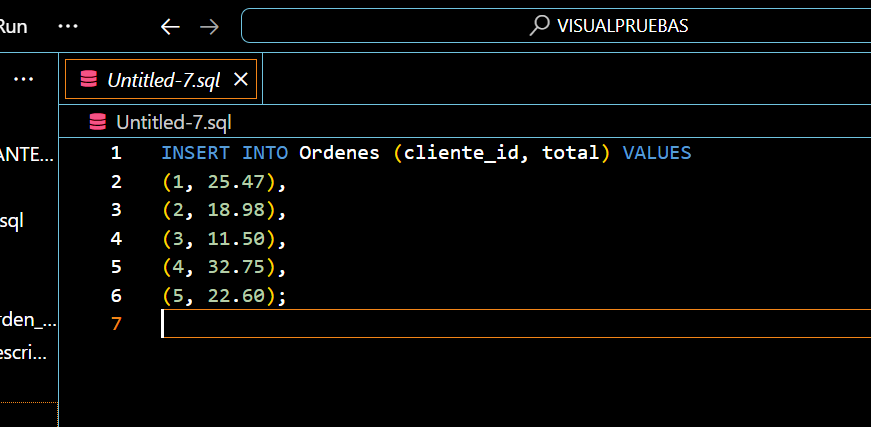 Run ···
VISUALPRUEBAS
···
Untitled-7.sql
Untitled-7.sql
ANTE...
sql
rden_...
escri...
1 INSERT INTO Ordenes (cliente_id, total) VALUES
2 (1, 25.47),
3 (2, 18.98),
4 (3, 11.50),
5 (4, 32.75),
6 (5, 22.60);
7